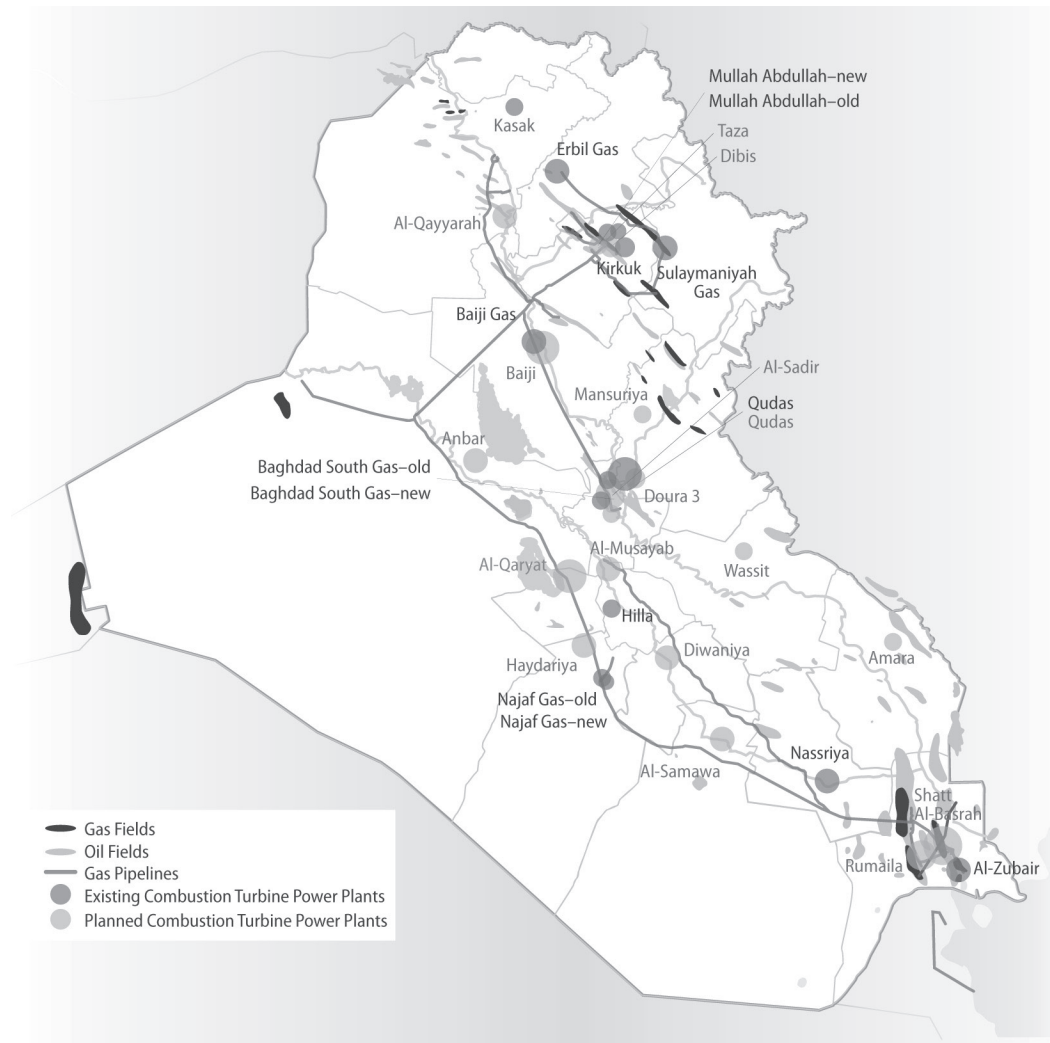 Mullah Abdullah–new
Mullah Abdullah–old
Taza
Dibis
Kasak
Erbil Gas
Al-Qayyarah
Kirkuk
Sulaymaniyah
Gas
Baiji Gas
Baiji
Al-Sadir
Mansuriya
Qudas
Qudas
Anbar
Baghdad South Gas–old
Baghdad South Gas–new
Doura 3
Al-Musayab
Al-Qaryat
Wassit
Hilla
Diwaniya
Amara
Haydariya
Najaf Gas–old
Najaf Gas–new
Nassriya
Al-Samawa
Shatt
Al-Basrah
Rumaila
Al-Zubair
Gas Fields
Oil Fields
Gas Pipelines
Existing Combustion Turbine Power Plants
Planned Combustion Turbine Power Plants